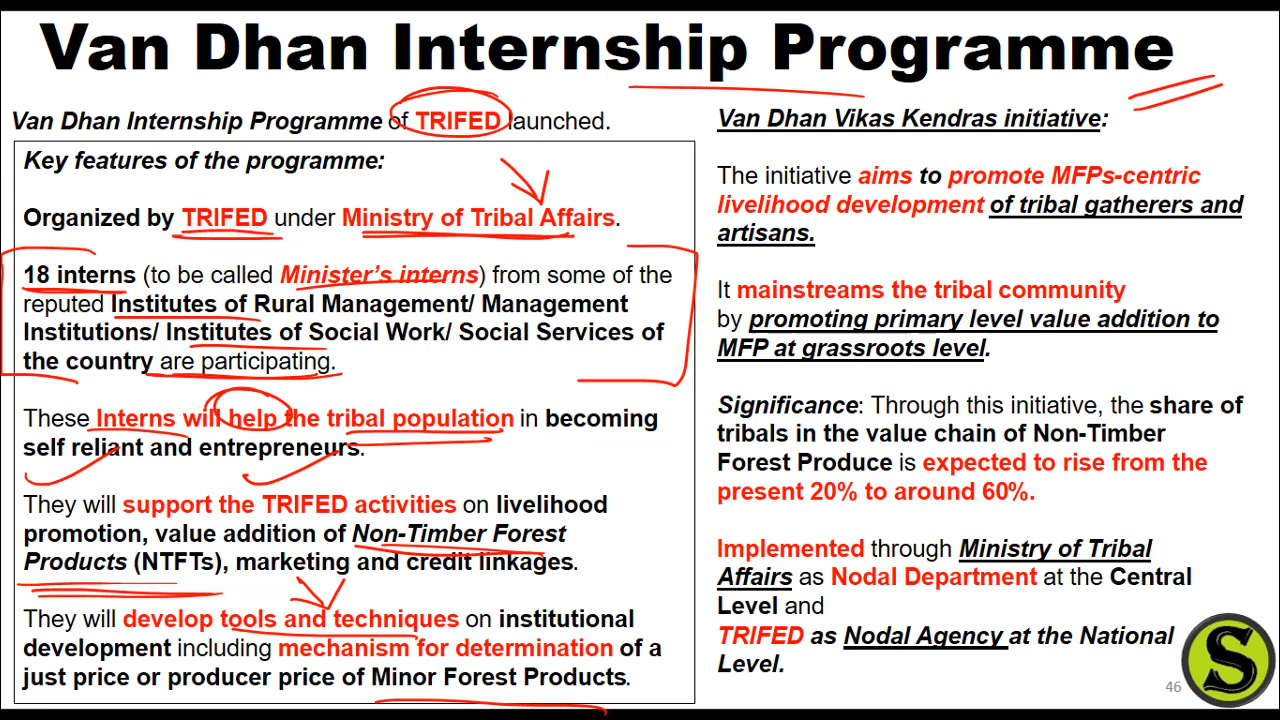 Van Dhan Internship Programme
Van Dhan Internship Programme of TRIFED launched.
Key features of the programme:
Organized by TRIFED under Ministry of Tribal Affairs.
18 interns (to be called Minister's interns) from some of the
reputed Institutes of Rural Management/ Management
Institutions/ Institutes of Social Work/ Social Services of
the country are participating.
These Interns will help the tribal population in becoming
self reliant and entrepreneurs.
They will support the TRIFED activities on livelihood
promotion, value addition of Non-Timber Forest
Products (NTFTs), marketing and credit linkages.
They will develop tools and techniques on institutional
development including mechanism for determination of a
just price or producer price of Minor Forest Products.
Van Dhan Vikas Kendras initiative:
The initiative aims to promote MFPs-centric
livelihood development of tribal gatherers and
artisans.
It mainstreams the tribal community
by promoting primary level value addition to
MFP at grassroots level.
Significance: Through this initiative, the share of
tribals in the value chain of Non-Timber
Forest Produce is expected to rise from the
present 20% to around 60%.
Implemented through Ministry of Tribal
Affairs as Nodal Department at the Central
Level and
TRIFED as Nodal Agency at the National
Level.
46
S